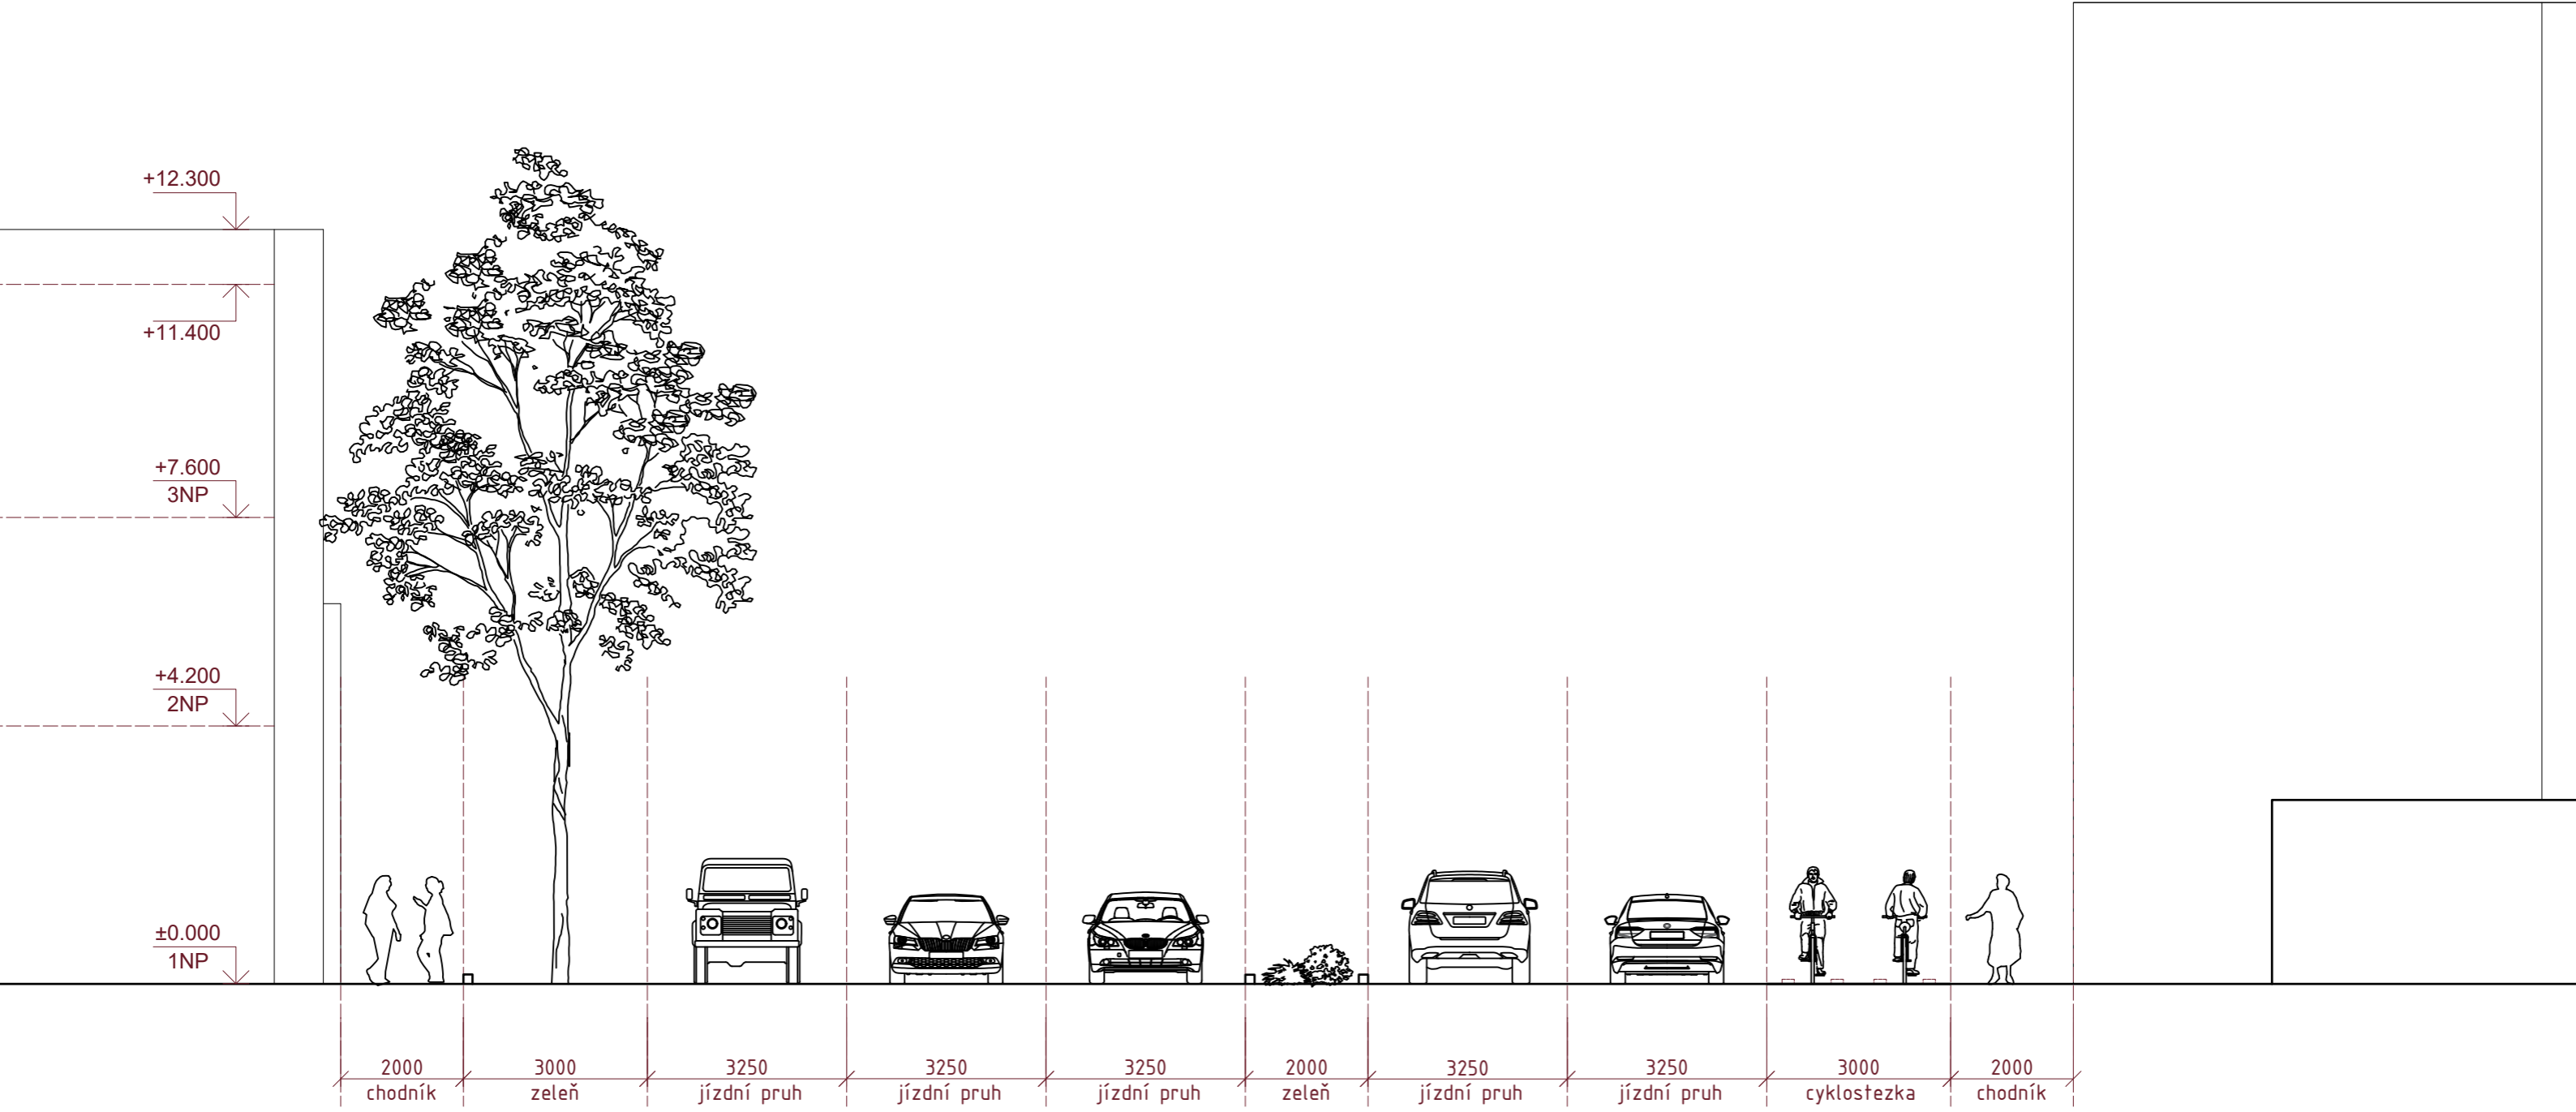 +12.300
+11.400
+7.600
3NP
+4.200
2NP
±0.000
1NP
2000 3000 3250 3250 3250 2000 3250 3250 3000 2000
chodník zeleň jízdní pruh jízdní pruh jízdní pruh zeleň jízdní pruh jízdní pruh cyklostezka chodník